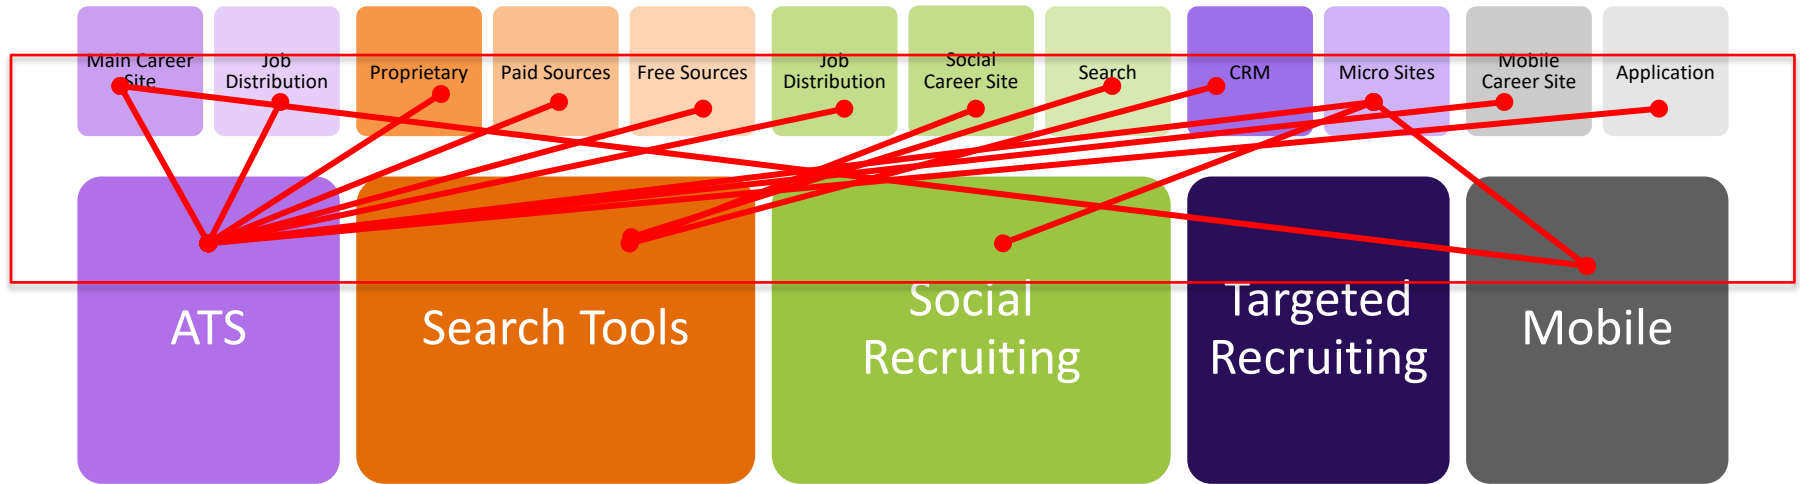 Main Career
Site
Job
Distribution
Proprietary
Paid Sources
Free Sources
Job
Distribution
Social
Career Site
Search
CRM
Micro Sites
Mobile
Career Site
Application
ATS
Search Tools
Social
Recruiting
Targeted
Recruiting
Mobile